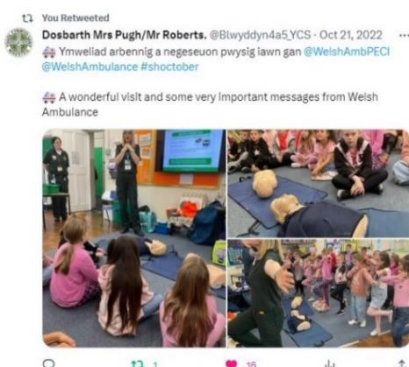 You Retweeted
Dosbarth Mrs Pugh/Mr Roberts. @Blwyddyn4a5_YCS · Oct 21, 2022 ···
🚑 Ymweliad arbennig a negeseuon pwysig iawn gan @WelshAmbPECI
@WelshAmbulance #shoctober
🚑 A wonderful visit and some very important messages from Welsh
Ambulance
1 16